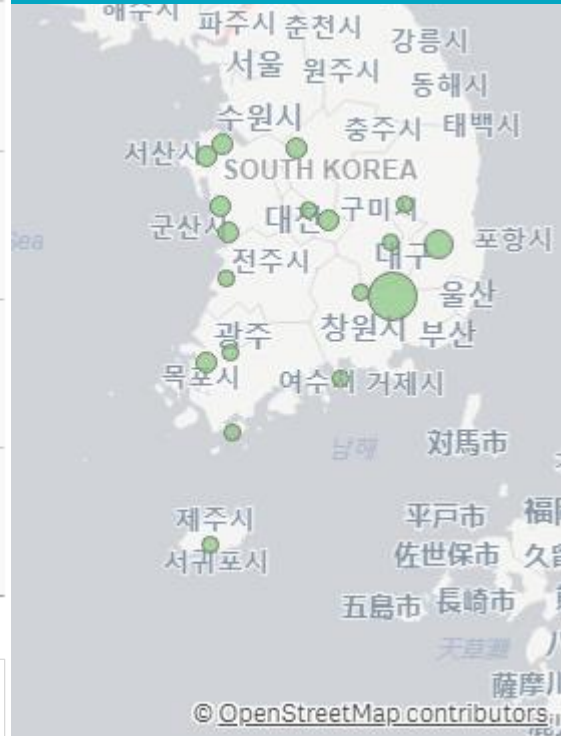 해주시
파주시 춘천시
강릉시
서울 원주시
동해시
수원시
충주시 태백시
서산시
SOUTH KOREA
구미시
군산시 대전
Sea
포항시
대구
전주시
울산
창원시 부산
광주
목포시 여수시 거제시
남해 対馬市
제주시 平戸市
서귀포시 佐世保市
五島市 長崎市
天草灘
© OpenStreetMap contributors